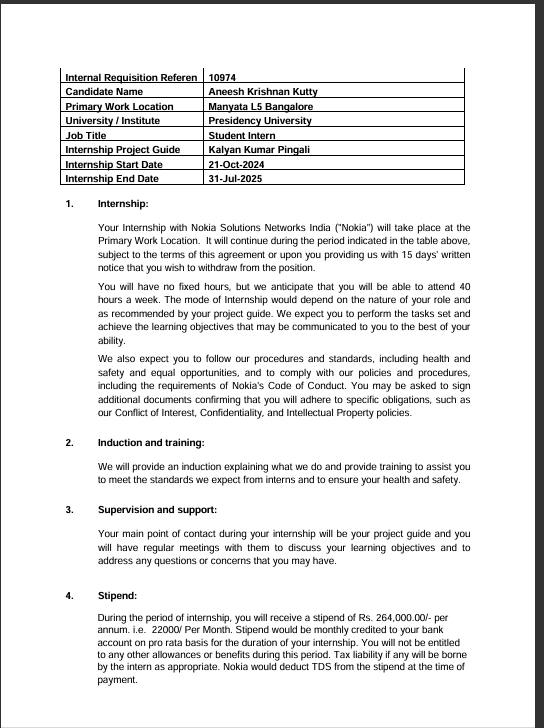 Internal Requisition Referen 10974
Candidate Name Aneesh Krishnan Kutty
Primary Work Location Manyata L5 Bangalore
University / Institute Presidency University
Job Title Student Intern
Internship Project Guide Kalyan Kumar Pingali
Internship Start Date 21-Oct-2024
Internship End Date 31-Jul-2025
1. Internship:
Your Internship with Nokia Solutions Networks India ("Nokia") will take place at the
Primary Work Location. It will continue during the period indicated in the table above,
subject to the terms of this agreement or upon you providing us with 15 days' written
notice that you wish to withdraw from the position.
You will have no fixed hours, but we anticipate that you will be able to attend 40
hours a week. The mode of Internship would depend on the nature of your role and
as recommended by your project guide. We expect you to perform the tasks set and
achieve the learning objectives that may be communicated to you to the best of your
ability.
We also expect you to follow our procedures and standards, including health and
safety and equal opportunities, and to comply with our policies and procedures,
including the requirements of Nokia's Code of Conduct. You may be asked to sign
additional documents confirming that you will adhere to specific obligations, such as
our Conflict of Interest, Confidentiality, and Intellectual Property policies.
2. Induction and training:
We will provide an induction explaining what we do and provide training to assist you
to meet the standards we expect from interns and to ensure your health and safety.
3. Supervision and support:
Your main point of contact during your internship will be your project guide and you
will have regular meetings with them to discuss your learning objectives and to
address any questions or concerns that you may have.
4. Stipend:
During the period of internship, you will receive a stipend of Rs. 264,000.00/- per
annum. i.e. 22000/ Per Month. Stipend would be monthly credited to your bank
account on pro rata basis for the duration of your internship. You will not be entitled
to any other allowances or benefits during this period. Tax liability if any will be borne
by the intern as appropriate. Nokia would deduct TDS from the stipend at the time of
payment.